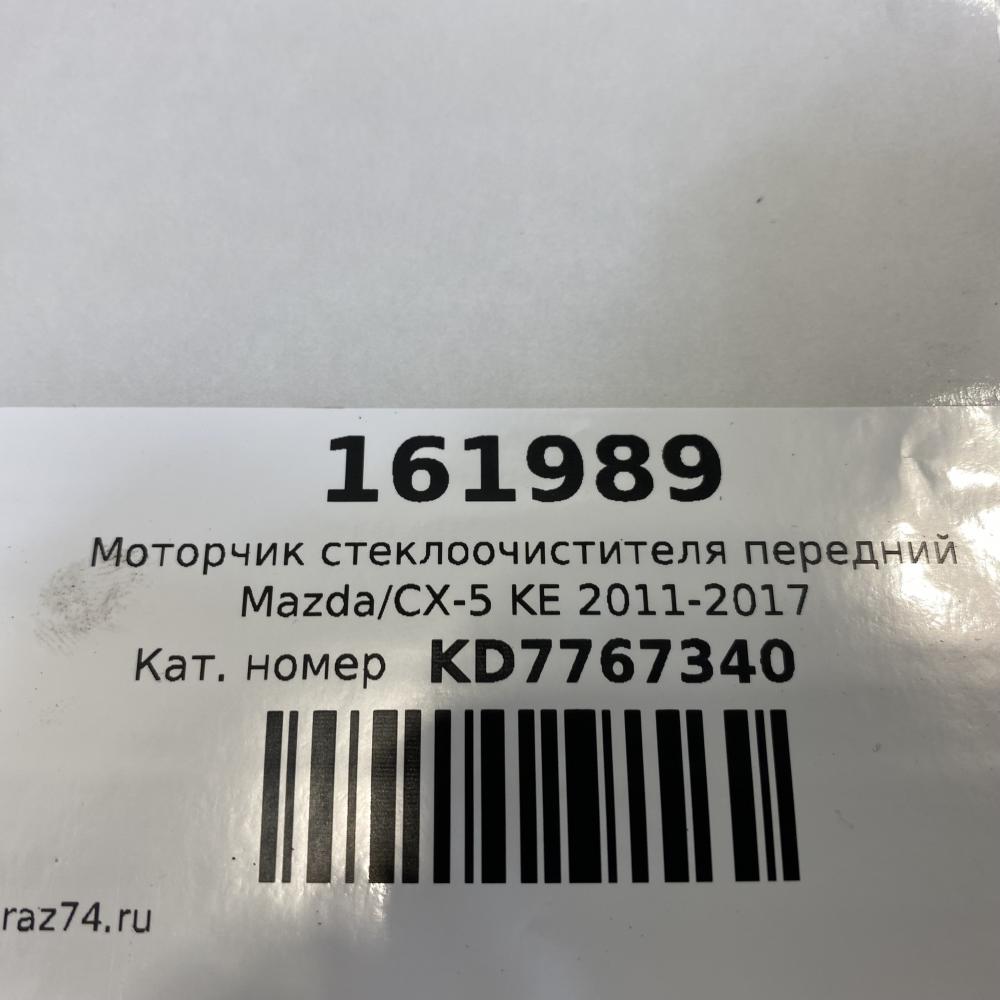 161989
Моторчик стеклоочистителя передний
Mazda/CX-5 KE 2011-2017
Кат. номер KD7767340
raz74.ru